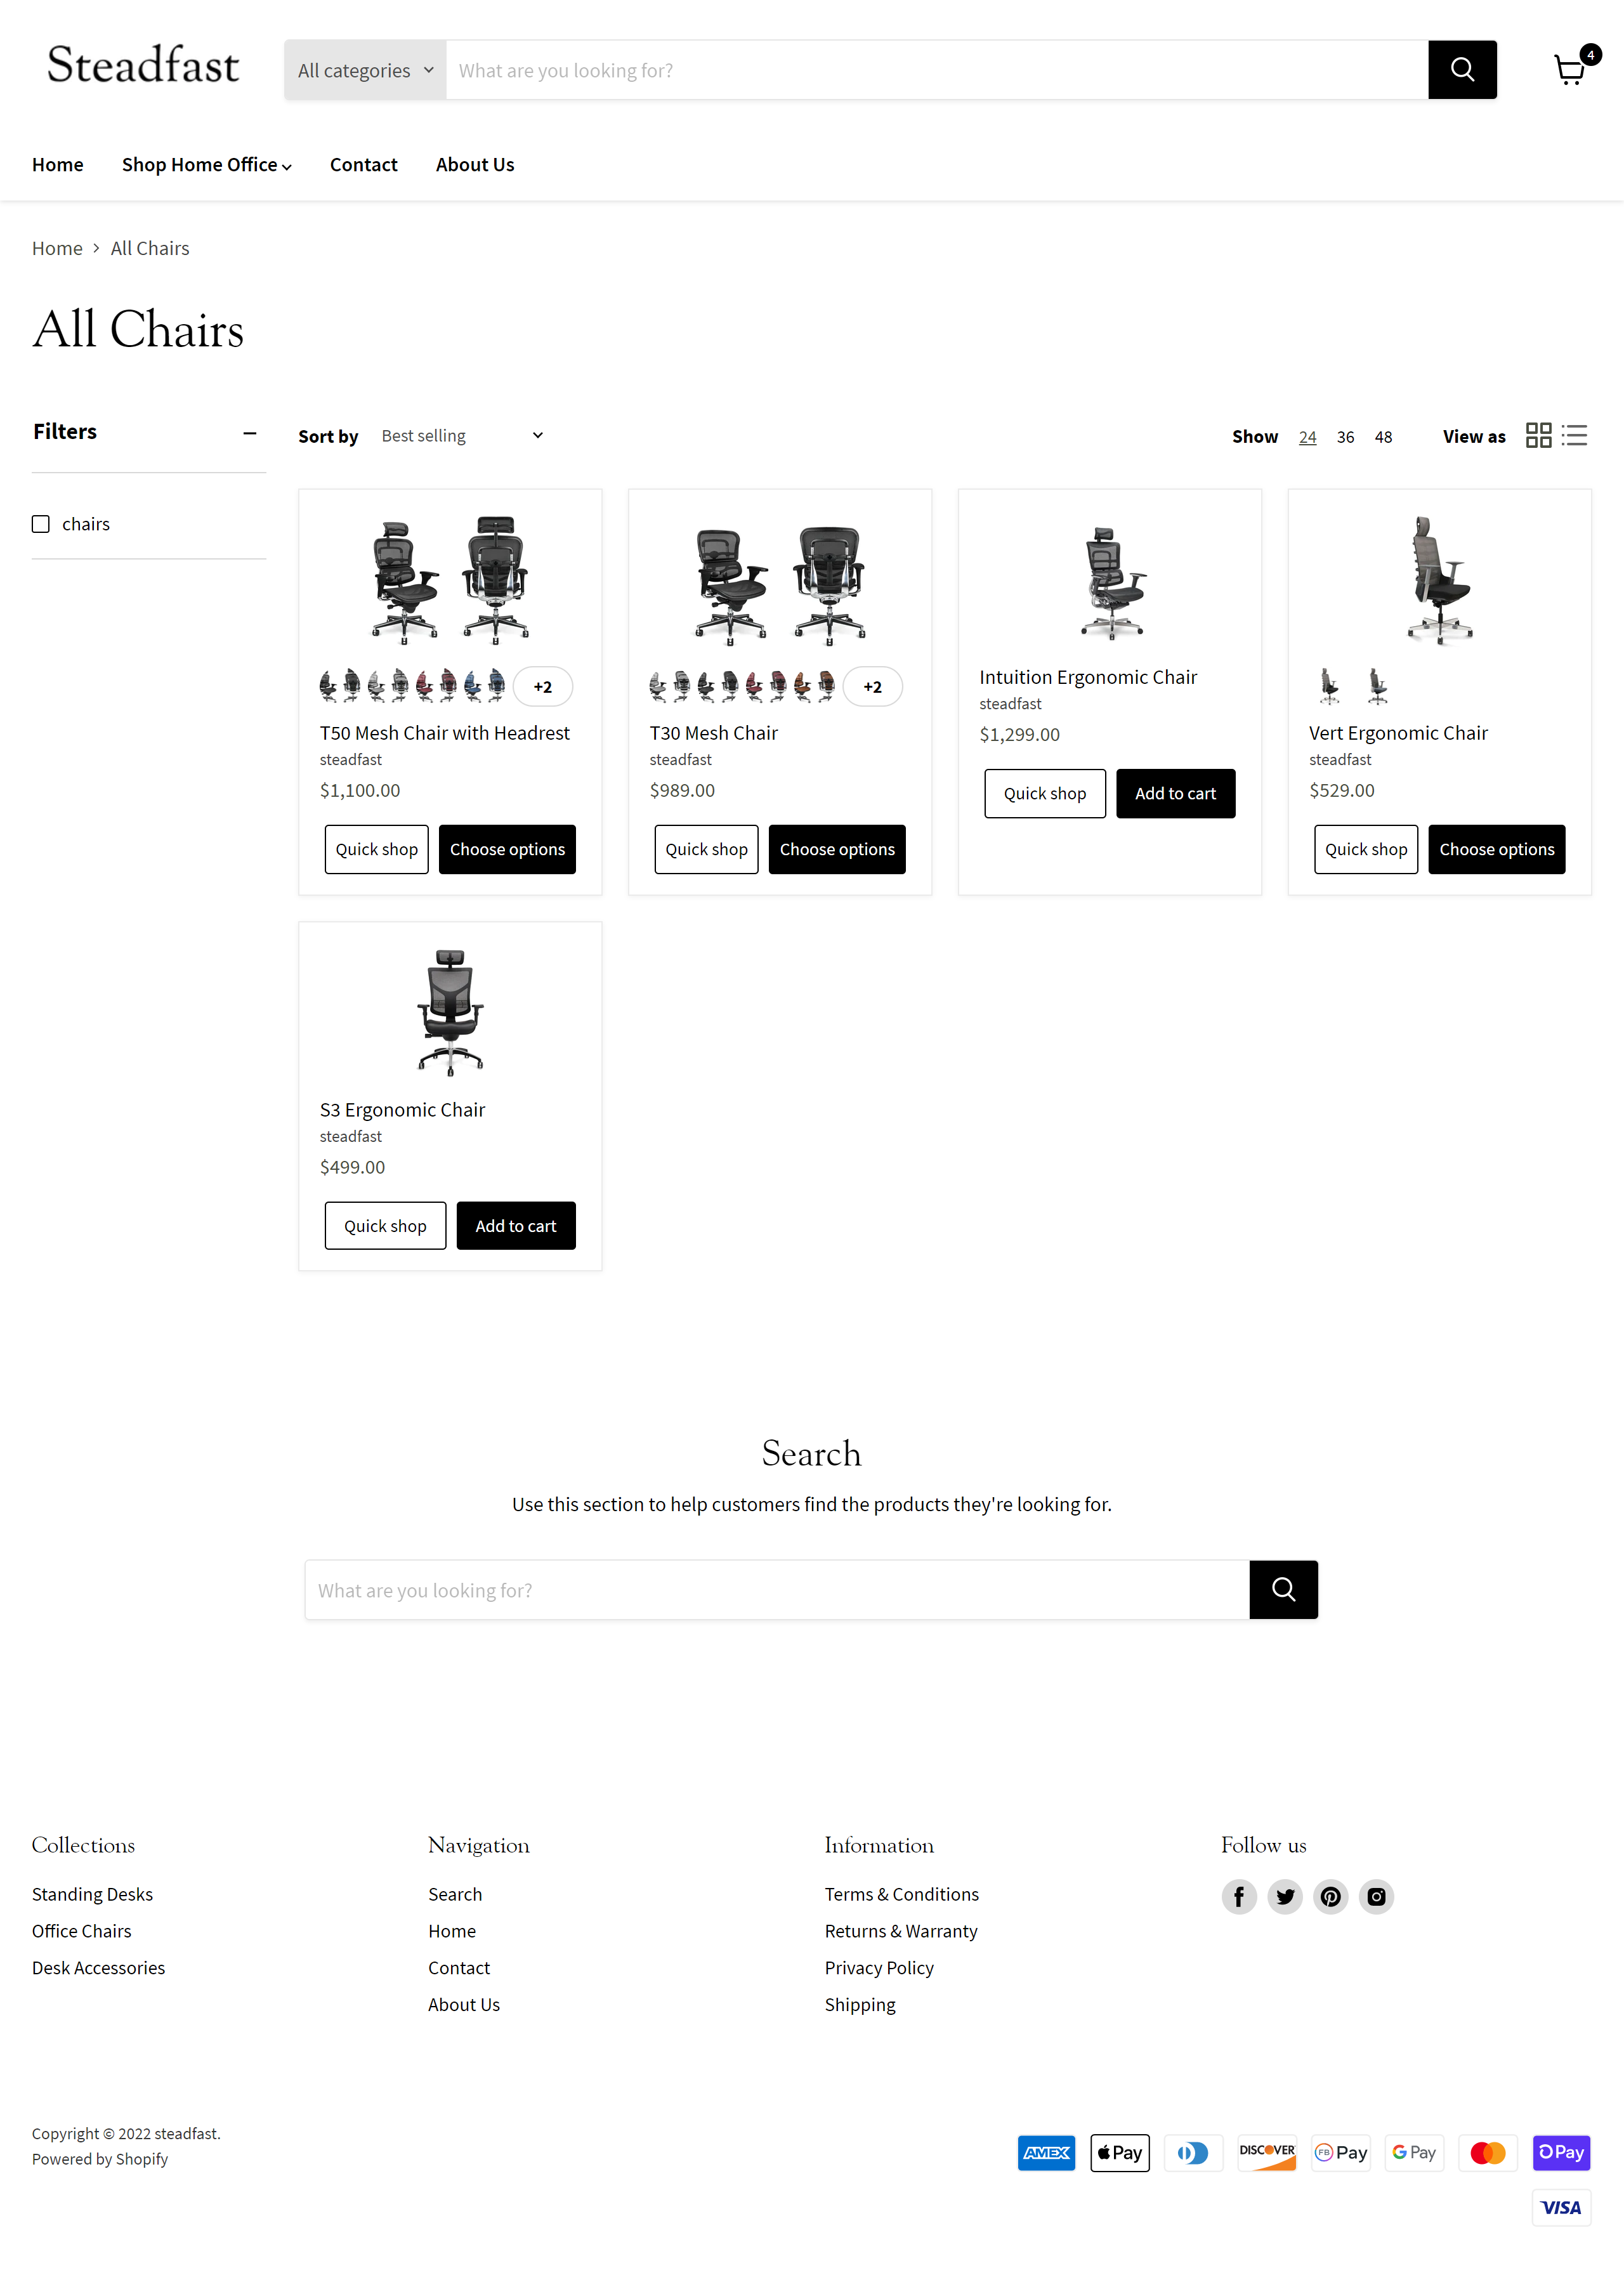 Steadfast
All categories
What are you looking for?
4
Home
Shop Home Office
Contact
About Us
Home > All Chairs
All Chairs
Filters
chairs
Sort by Best selling
Show 24 36 48
View as
+2
T50 Mesh Chair with Headrest
steadfast
$1,100.00
Quick shop
Choose options
+2
T30 Mesh Chair
steadfast
$989.00
Quick shop
Choose options
Intuition Ergonomic Chair
steadfast
$1,299.00
Quick shop
Add to cart
Vert Ergonomic Chair
steadfast
$529.00
Quick shop
Choose options
S3 Ergonomic Chair
steadfast
$499.00
Quick shop
Add to cart
Search
Use this section to help customers find the products they're looking for.
What are you looking for?
Collections
Standing Desks
Office Chairs
Desk Accessories
Navigation
Search
Home
Contact
About Us
Information
Terms & Conditions
Returns & Warranty
Privacy Policy
Shipping
Follow us
Copyright © 2022 steadfast.
Powered by Shopify
AMEX
Pay
DISCOVER
FB Pay
G Pay
Pay
VISA